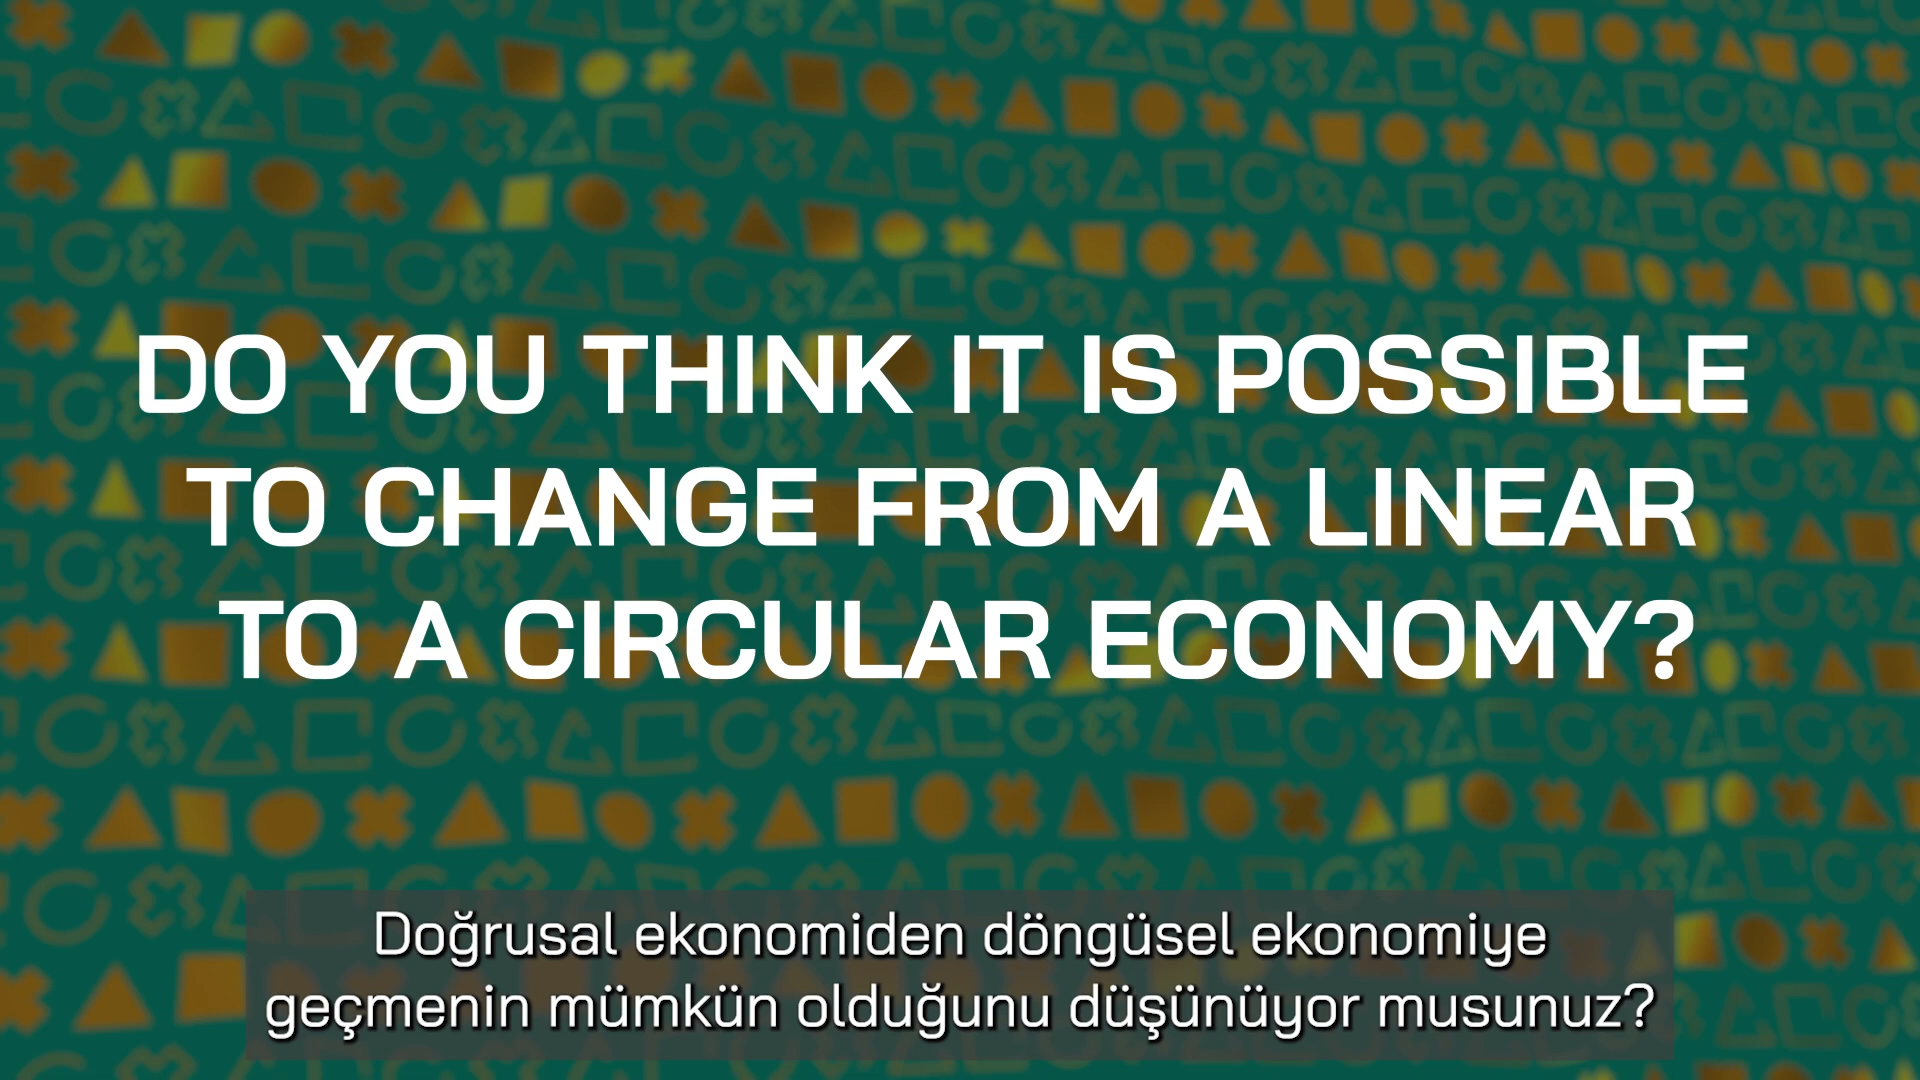 DO YOU THINK IT IS POSSIBLE
TO CHANGE FROM A LINEAR
TO A CIRCULAR ECONOMY?
Doğrusal ekonomiden döngüsel ekonomiye
geçmenin mümkün olduğunu düşünüyor musunuz?